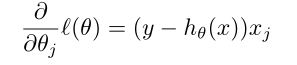 ∂/∂θ_j ℓ(θ) = (y − h_θ(x))x_j